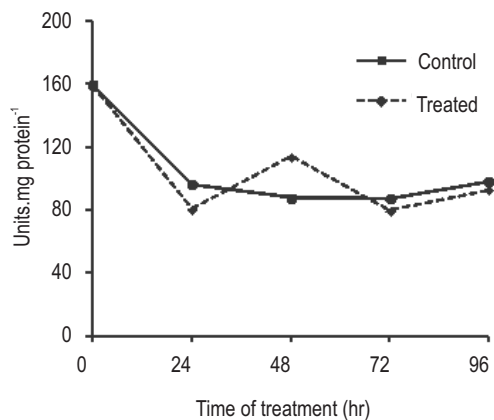 200
160
120
80
40
0
Units.mg protein⁻¹
Control
Treated
0 24 48 72 96
Time of treatment (hr)